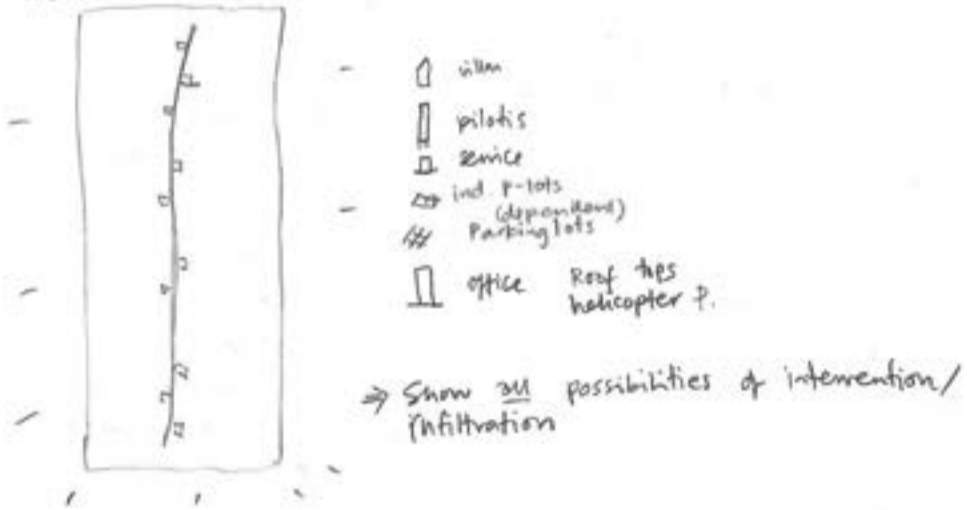 villa
pilotis
service
ind. p-lots
(dependent)
Parking lots
office Roof tops
helicopter P.
⇒ Show all possibilities of intervention/
infiltration